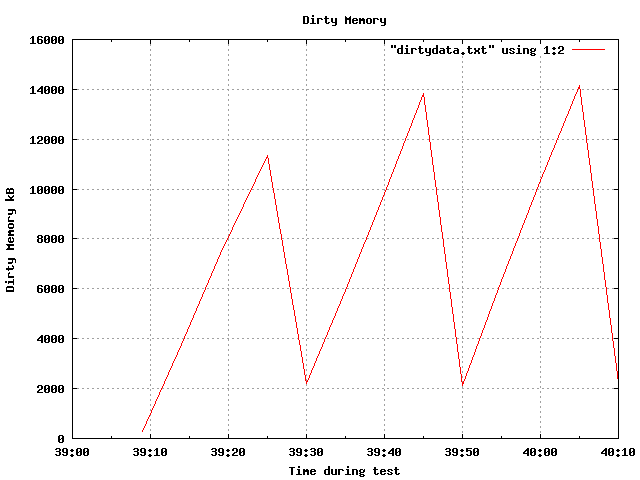 Dirty Memory
"dirtydata.txt" using 1:2
16000
14000
12000
10000
8000
6000
4000
2000
0
Dirty Memory kB
39:00 39:10 39:20 39:30 39:40 39:50 40:00 40:10
Time during test